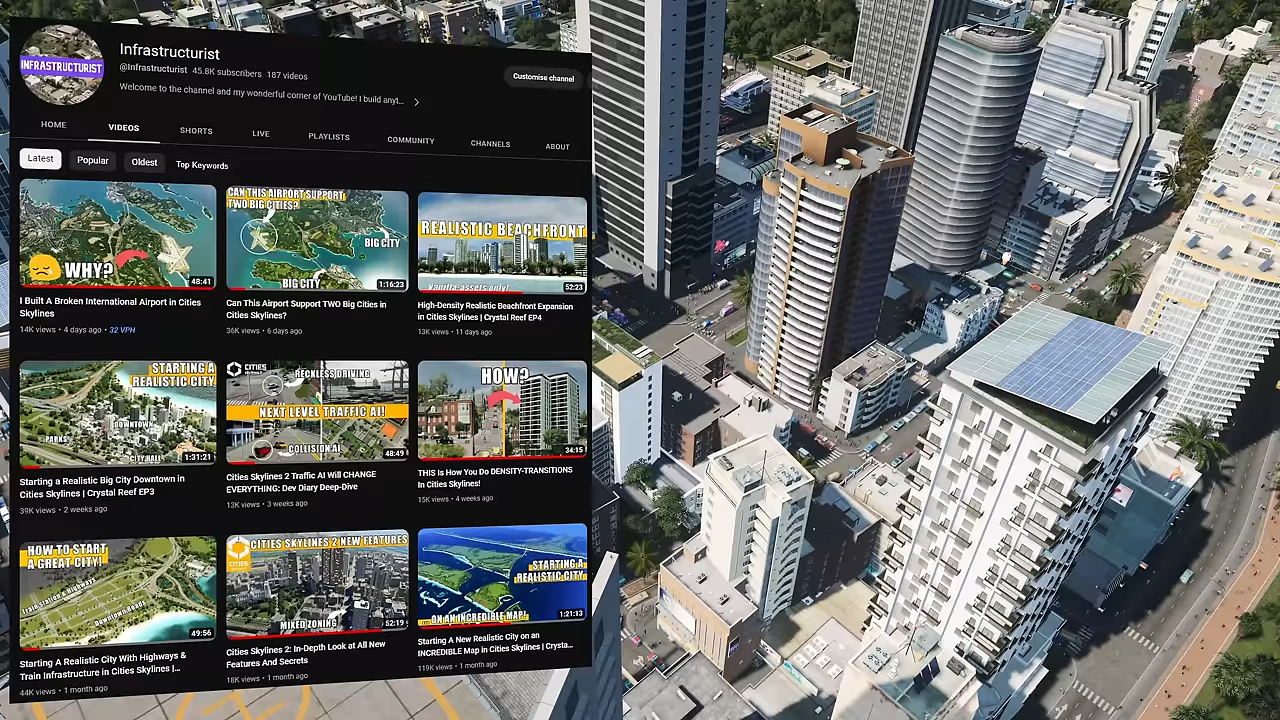 INFRASTRUCTURIST
Infrastructurist
@Infrastructurist 45.8K subscribers 187 videos
Welcome to the channel and my wonderful corner of YouTube! I build anyt...
Customise channel
HOME VIDEOS SHORTS LIVE PLAYLISTS COMMUNITY CHANNELS ABOUT
Latest Popular Oldest Top Keywords
WHY?
48:41
I Built A Broken International Airport in Cities
Skylines
14K views • 4 days ago • 32 VPH
CAN THIS AIRPORT SUPPORT
TWO BIG CITIES?
BIG CITY
BIG CITY
1:16:23
Can This Airport Support TWO Big Cities in
Cities Skylines?
36K views • 6 days ago
REALISTIC BEACHFRONT
Vanilla-assets only!
52:23
High-Density Realistic Beachfront Expansion
in Cities Skylines | Crystal Reef EP4
13K views • 11 days ago
STARTING A
REALISTIC CITY
DOWNTOWN
PARKS
CITY HALL
1:31:21
Starting a Realistic Big City Downtown in
Cities Skylines | Crystal Reef EP3
39K views • 2 weeks ago
CITIES
RECKLESS DRIVING
NEXT LEVEL TRAFFIC AI!
COLLISION AI
48:49
Cities Skylines 2 Traffic AI Will CHANGE
EVERYTHING: Dev Diary Deep-Dive
13K views • 3 weeks ago
HOW?
34:15
THIS Is How You Do DENSITY-TRANSITIONS
In Cities Skylines!
15K views • 4 weeks ago
HOW TO START
A GREAT CITY!
Train Station & Highways
Downtown Roads
49:56
Starting A Realistic City With Highways &
Train Infrastructure in Cities Skylines |...
44K views • 1 month ago
CITIES SKYLINES 2 NEW FEATURES
MIXED ZONING
52:19
Cities Skylines 2: In-Depth Look at All New
Features And Secrets
18K views • 1 month ago
STARTING A
REALISTIC CITY
ON AN INCREDIBLE MAP!
1:21:13
Starting A New Realistic City on an
INCREDIBLE Map in Cities Skylines | Crysta...
119K views • 1 month ago